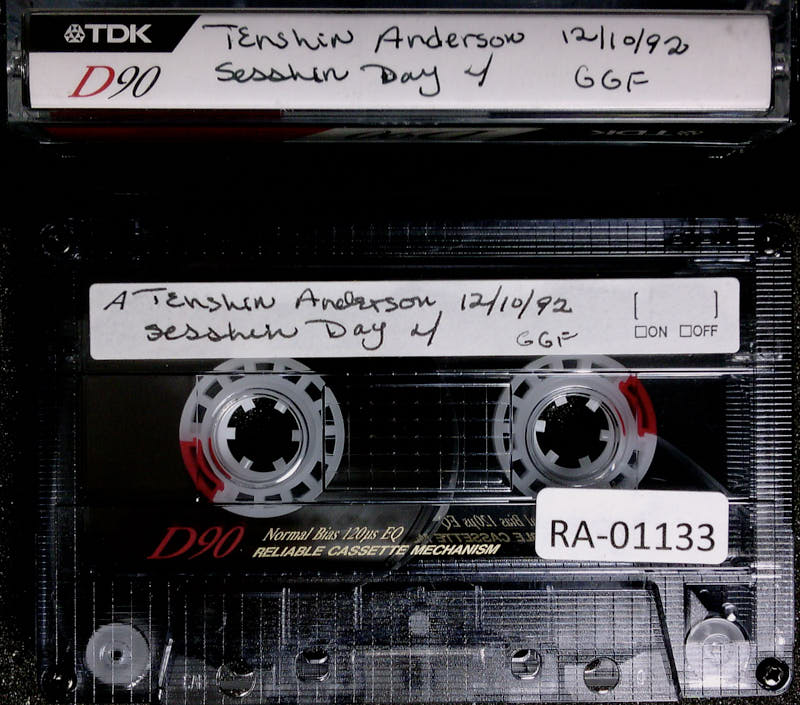 TDK Tenshin Anderson 12/10/92
D90 Sesshin Day 4 GGF
TDK
A Tenshin Anderson 12/10/92 [ ]
Sesshin Day 4 GGF □ON □OFF
D90 Normal Bias 120µs EQ
RELIABLE CASSETTE MECHANISM
RA-01133